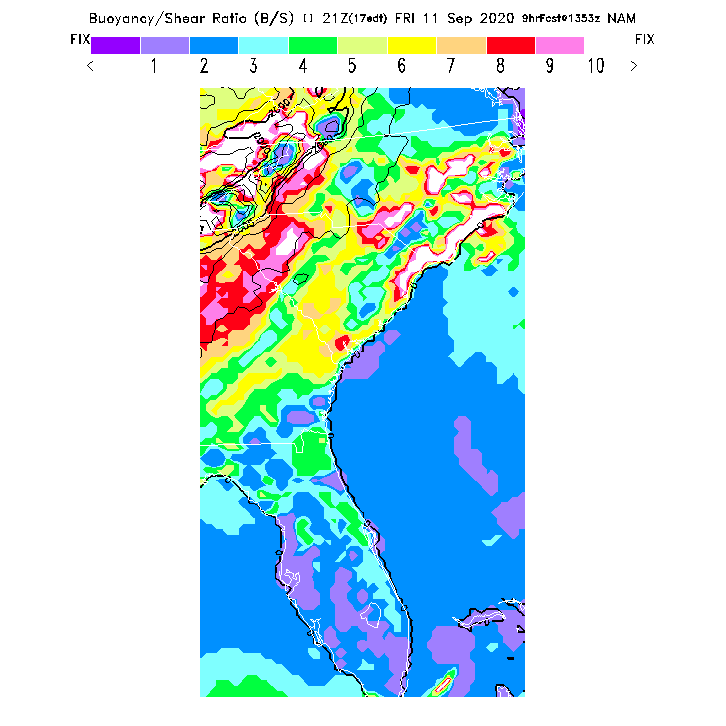 Buoyancy/Shear Ratio (B/S) [] 21Z(17edt) FRI 11 Sep 2020 9hrFcst@1353z NAM
FIX FIX
< 1 2 3 4 5 6 7 8 9 10 >